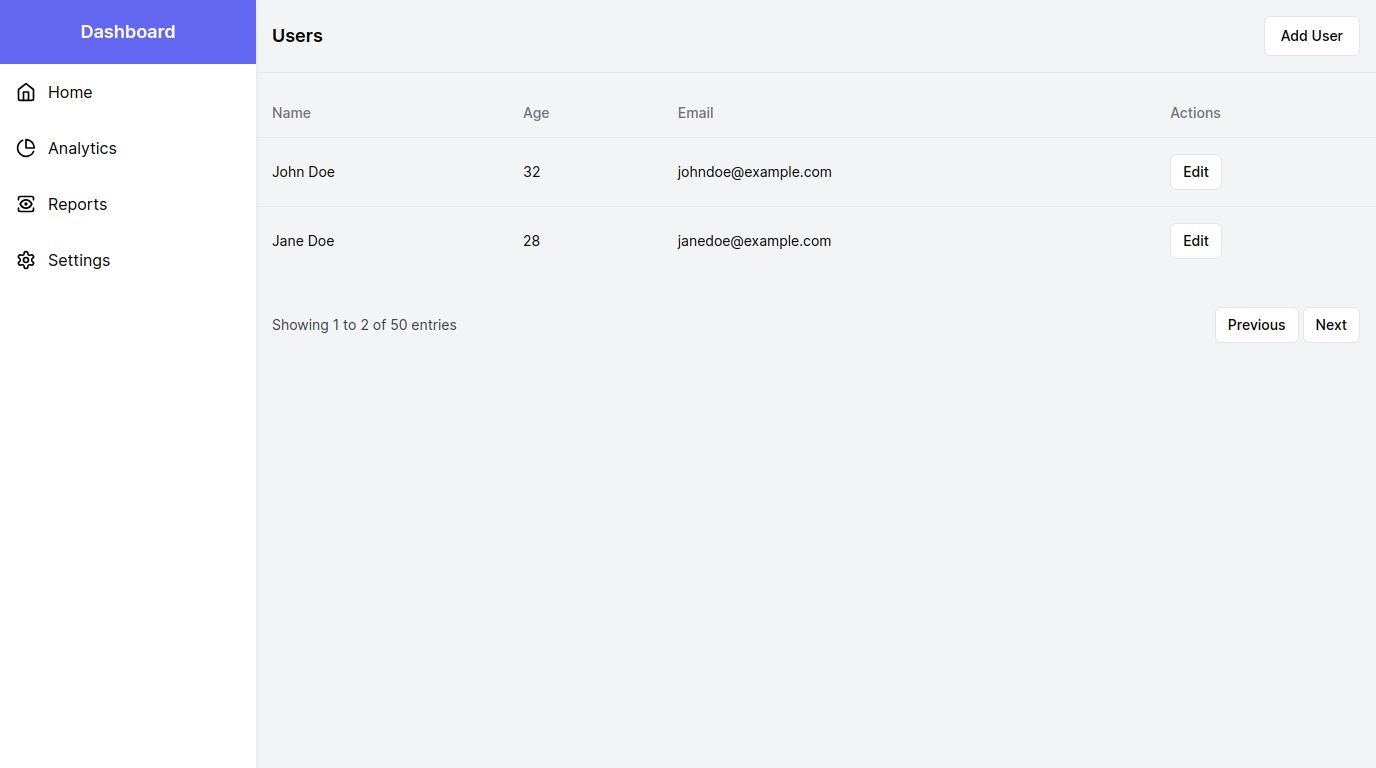 Dashboard
Home
Analytics
Reports
Settings
Users
Add User
Name Age Email Actions
John Doe 32 johndoe@example.com Edit
Jane Doe 28 janedoe@example.com Edit
Showing 1 to 2 of 50 entries
Previous Next